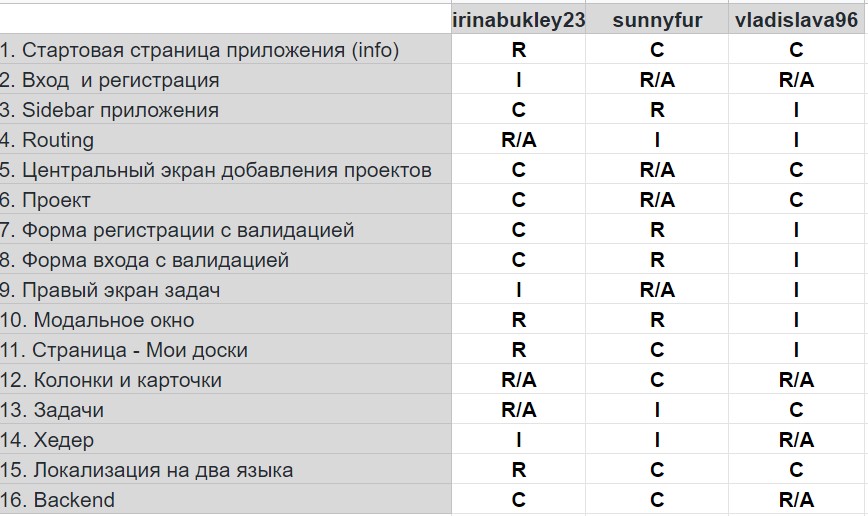 irinabukley23 sunnyfur vladislava96
1. Стартовая страница приложения (info) R C C
2. Вход и регистрация I R/A R/A
3. Sidebar приложения C R I
4. Routing R/A I I
5. Центральный экран добавления проектов C R/A C
6. Проект C R/A C
7. Форма регистрации с валидацией C R I
8. Форма входа с валидацией C R I
9. Правый экран задач I R/A I
10. Модальное окно R R I
11. Страница - Мои доски R C I
12. Колонки и карточки R/A C R/A
13. Задачи R/A I C
14. Хедер I I R/A
15. Локализация на два языка R C C
16. Backend C C R/A